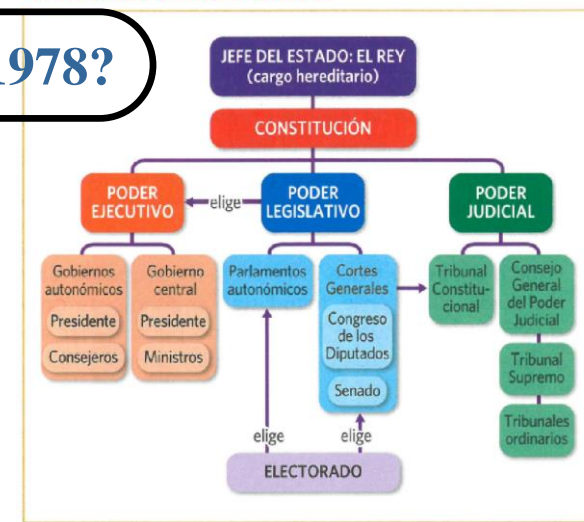 1978?
JEFE DEL ESTADO: EL REY
(cargo hereditario)
CONSTITUCIÓN
PODER
EJECUTIVO
elige
PODER
LEGISLATIVO
PODER
JUDICIAL
Gobiernos
autonómicos
Presidente
Consejeros
Gobierno
central
Presidente
Ministros
Parlamentos
autonómicos
Cortes
Generales
Congreso
de los
Diputados
Senado
Tribunal
Constitu-
cional
Consejo
General
del Poder
Judicial
Tribunal
Supremo
Tribunales
ordinarios
elige
elige
ELECTORADO